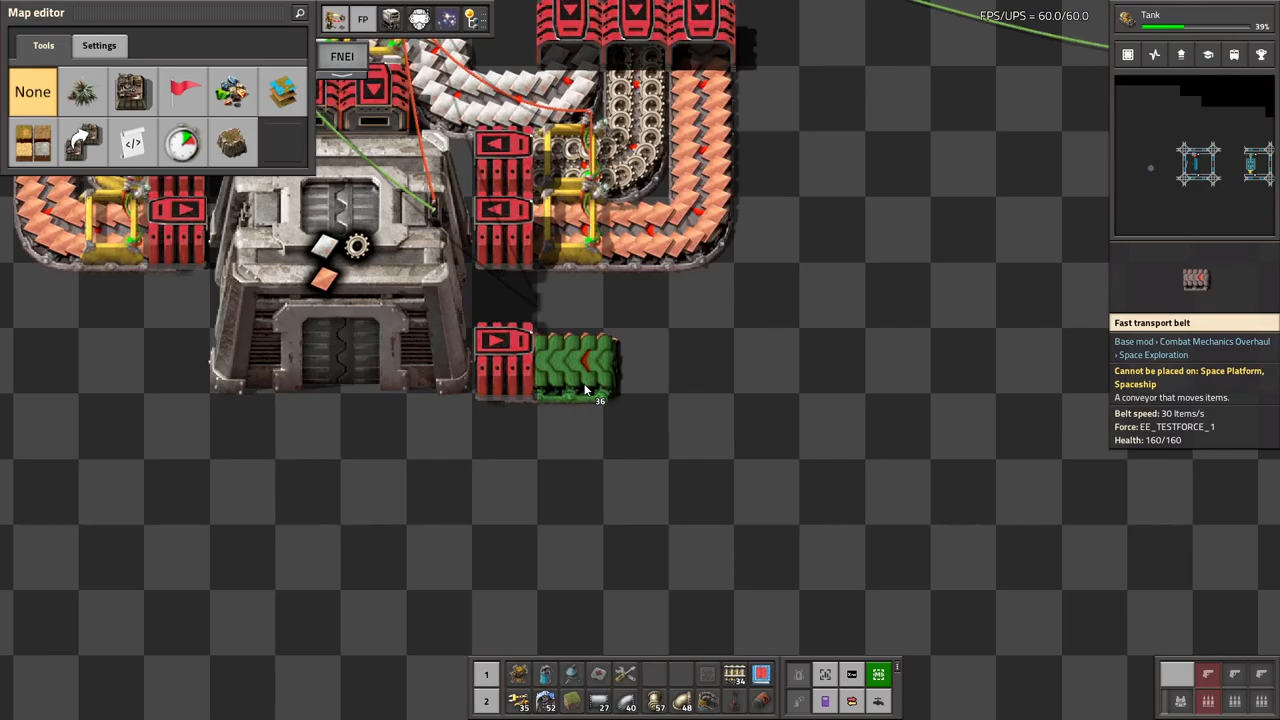 Map editor
Tools
Settings
None
</>
FP
FNEI
FPS/UPS = 60.0/60.0
Tank
39%
Fast transport belt
Base mod › Combat Mechanics Overhaul
› Space Exploration
Cannot be placed on: Space Platform,
Spaceship
A conveyor that moves items.
Belt speed: 30 Items/s
Force: EE_TESTFORCE_1
Health: 160/160
36
1
34
2
35
52
27
40
57
48